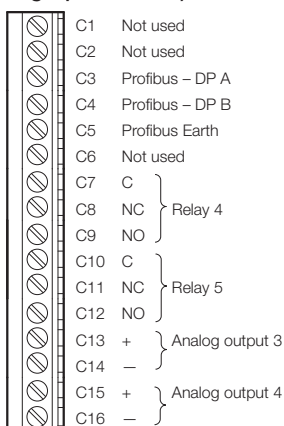 C1 Not used
C2 Not used
C3 Profibus – DP A
C4 Profibus – DP B
C5 Profibus Earth
C6 Not used
C7 C
C8 NC Relay 4
C9 NO
C10 C
C11 NC Relay 5
C12 NO
C13 + Analog output 3
C14 –
C15 + Analog output 4
C16 –